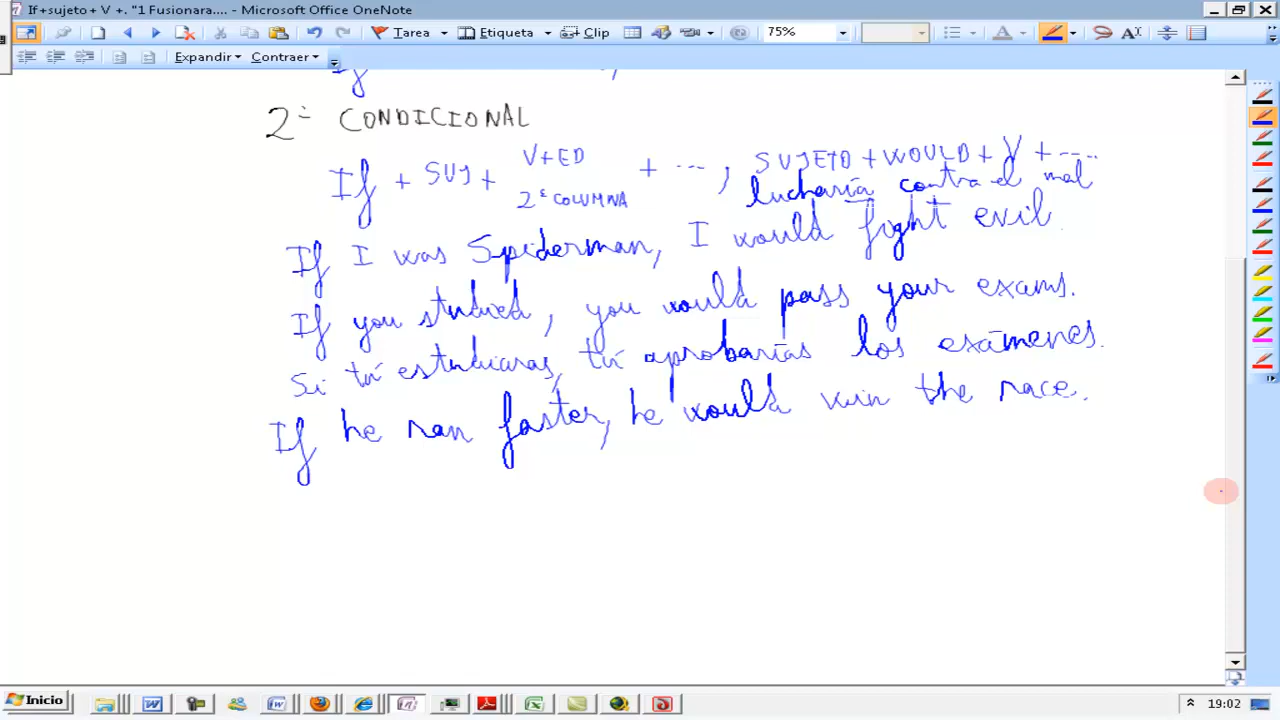 If+sujeto+ V +. "1 Fusionara.... - Microsoft Office OneNote
Tarea Etiqueta Clip 75%
Expandir Contraer
If
2ª CONDICIONAL
V+ED
If + SUJ + + ..., SUJETO + WOULD + V + .....
2ª COLUMNA
lucharía contra el mal
If I was Spiderman, I would fight evil.
If you studied, you would pass your exams.
Si tú estudiaras, tú aprobarías los exámenes.
If he ran faster, he would win the race.
Inicio 19:02